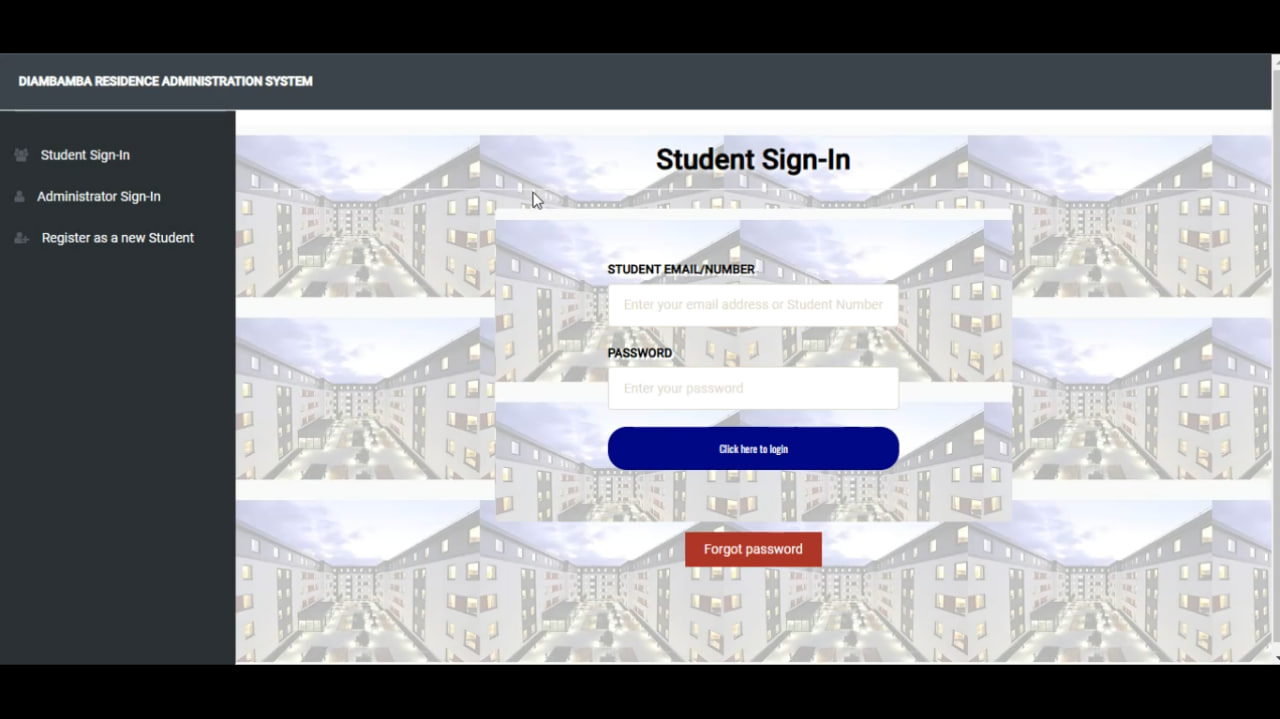 DIAMBAMBA RESIDENCE ADMINISTRATION SYSTEM
Student Sign-In
Administrator Sign-In
Register as a new Student
Student Sign-In
STUDENT EMAIL/NUMBER
Enter your email address or Student Number
PASSWORD
Enter your password
Click here to login
Forgot password